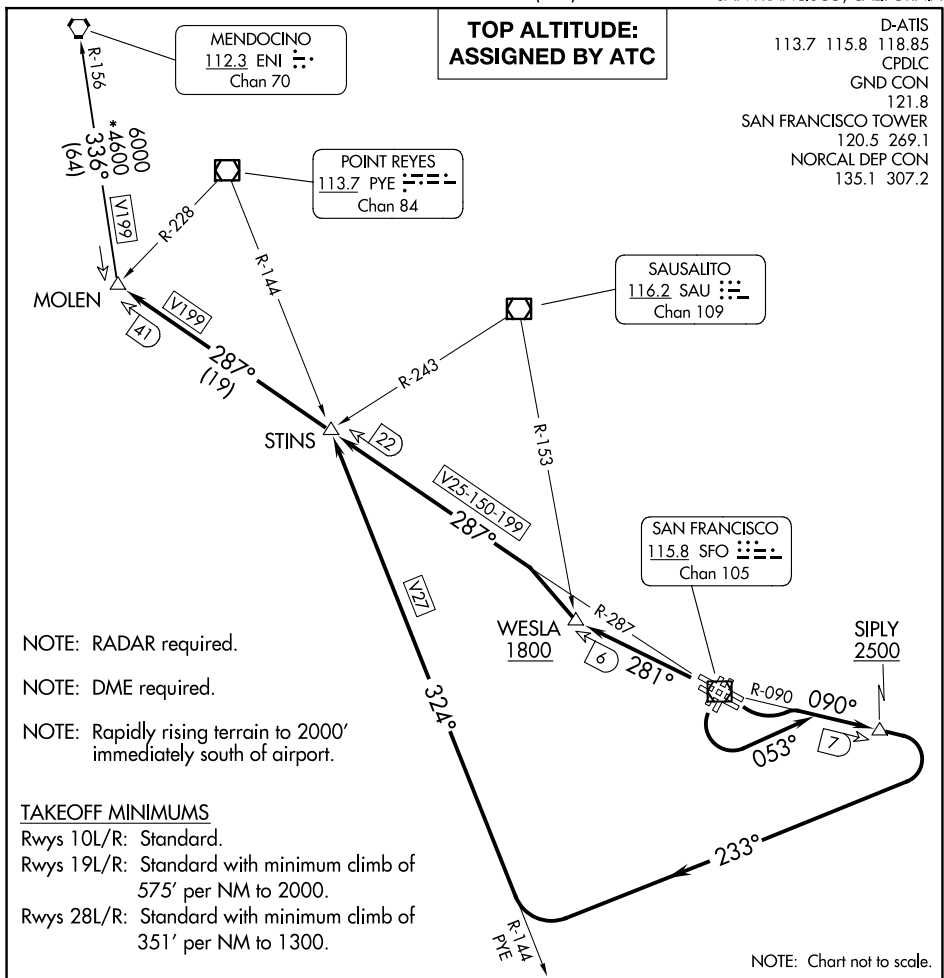 TOP ALTITUDE:
ASSIGNED BY ATC
D-ATIS
113.7 115.8 118.85
CPDLC
GND CON
121.8
SAN FRANCISCO TOWER
120.5 269.1
NORCAL DEP CON
135.1 307.2
MENDOCINO
112.3 ENI
Chan 70
R-156
6000
*4600
336°
(64)
V199
POINT REYES
113.7 PYE
Chan 84
R-228
R-144
MOLEN
41
V199
287°
(19)
SAUSALITO
116.2 SAU
Chan 109
R-243
R-153
STINS
22
V25-150-199
287°
SAN FRANCISCO
115.8 SFO
Chan 105
R-287
WESLA
1800
6
281°
SIPLY
2500
R-090
090°
7
053°
V27
324°
233°
R-144
PYE
NOTE: RADAR required.
NOTE: DME required.
NOTE: Rapidly rising terrain to 2000'
immediately south of airport.
TAKEOFF MINIMUMS
Rwys 10L/R: Standard.
Rwys 19L/R: Standard with minimum climb of
575' per NM to 2000.
Rwys 28L/R: Standard with minimum climb of
351' per NM to 1300.
NOTE: Chart not to scale.